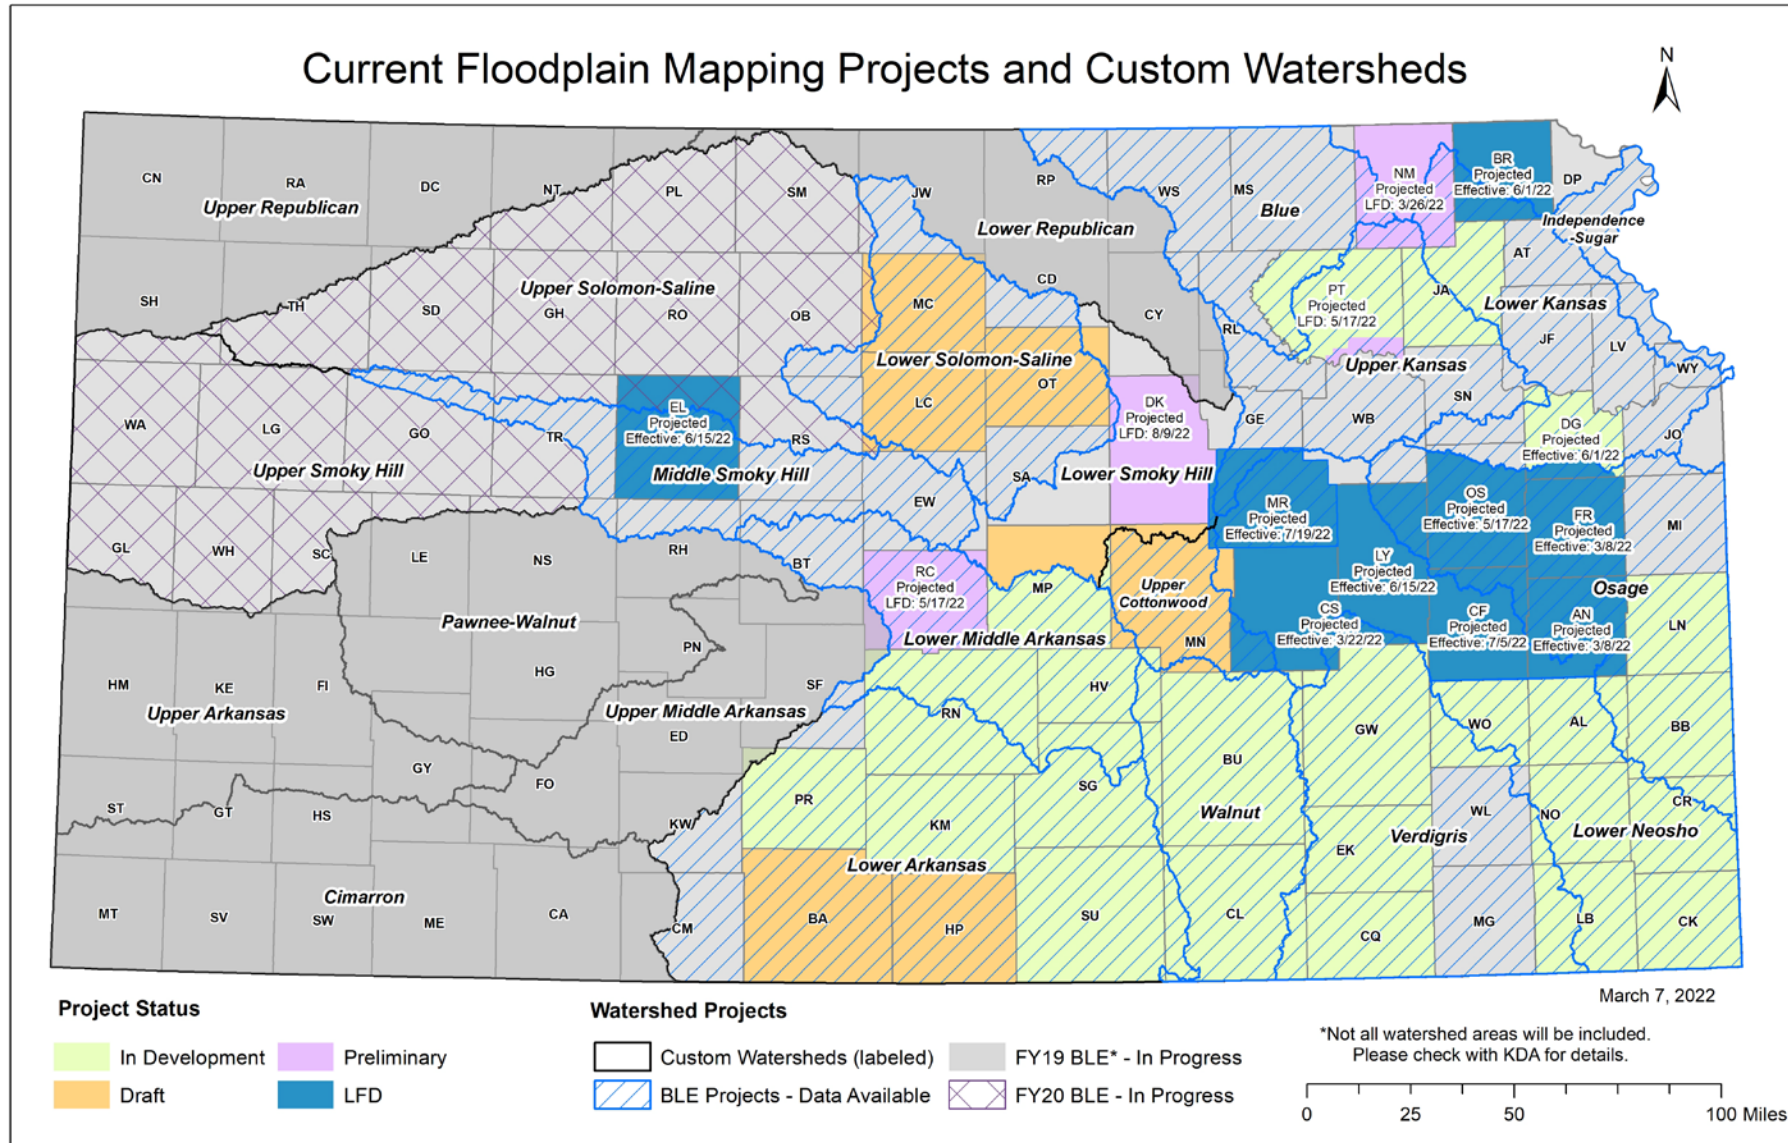 Current Floodplain Mapping Projects and Custom Watersheds
N
CN
RA
DC
NT
PL
SM
JW
RP
WS
MS
NM
Projected
LFD: 3/26/22
BR
Projected
Effective: 6/1/22
DP
Upper Republican
Lower Republican
Blue
Independence
-Sugar
AT
SH
TH
SD
Upper Solomon-Saline
GH
RO
OB
MC
CD
CY
RL
PT
Projected
LFD: 5/17/22
JA
Lower Kansas
JF
LV
WY
Lower Solomon-Saline
Upper Kansas
WA
LG
GO
TR
EL
Projected
Effective: 6/15/22
RS
LC
OT
DK
Projected
LFD: 8/9/22
GE
WB
SN
DG
Projected
Effective: 6/1/22
JO
Upper Smoky Hill
Middle Smoky Hill
Lower Smoky Hill
SA
EW
MR
Projected
Effective: 7/19/22
OS
Projected
Effective: 5/17/22
FR
Projected
Effective: 3/8/22
MI
GL
WH
SC
LE
NS
RH
BT
RC
Projected
LFD: 5/17/22
MP
Upper
Cottonwood
LY
Projected
Effective: 6/15/22
Osage
Pawnee-Walnut
PN
Lower Middle Arkansas
MN
CS
Projected
Effective: 3/22/22
CF
Projected
Effective: 7/5/22
AN
Projected
Effective: 3/8/22
LN
HM
KE
FI
HG
SF
HV
Upper Arkansas
Upper Middle Arkansas
RN
ED
GW
WO
AL
BB
GY
FO
BU
SG
PR
ST
GT
HS
KW
KM
Walnut
WL
NO
CR
Lower Arkansas
EK
Verdigris
Lower Neosho
Cimarron
MT
SV
SW
ME
CA
CM
BA
HP
SU
CL
CQ
MG
LB
CK
March 7, 2022
Project Status
In Development
Preliminary
Draft
LFD
Watershed Projects
Custom Watersheds (labeled)
FY19 BLE* - In Progress
BLE Projects - Data Available
FY20 BLE - In Progress
*Not all watershed areas will be included.
Please check with KDA for details.
0 25 50 100 Miles